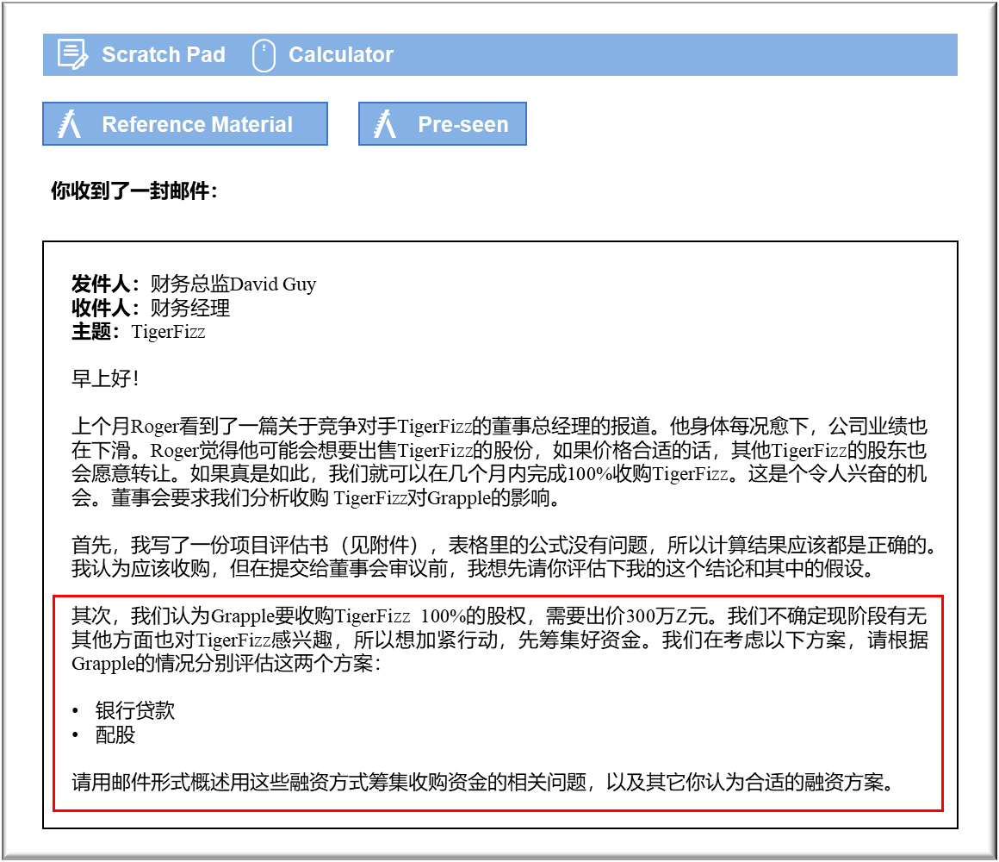 Scratch Pad Calculator
Reference Material Pre-seen
你收到了一封邮件：
发件人：财务总监David Guy
收件人：财务经理
主题：TigerFizz
早上好！
上个月Roger看到了一篇关于竞争对手TigerFizz的董事总经理的报道。他身体每况愈下，公司业绩也
在下滑。Roger觉得他可能会想要出售TigerFizz的股份，如果价格合适的话，其他TigerFizz的股东也
会愿意转让。如果真是如此，我们就可以在几个月内完成100%收购TigerFizz。这是个令人兴奋的机
会。董事会要求我们分析收购 TigerFizz对Grapple的影响。
首先，我写了一份项目评估书（见附件），表格里的公式没有问题，所以计算结果应该都是正确的。
我认为应该收购，但在提交给董事会审议前，我想先请你评估下我的这个结论和其中的假设。
其次，我们认为Grapple要收购TigerFizz 100%的股权，需要出价300万Z元。我们不确定现阶段有无
其他方面也对TigerFizz感兴趣，所以想加紧行动，先筹集好资金。我们在考虑以下方案，请根据
Grapple的情况分别评估这两个方案：
• 银行贷款
• 配股
请用邮件形式概述用这些融资方式筹集收购资金的相关问题，以及其它你认为合适的融资方案。